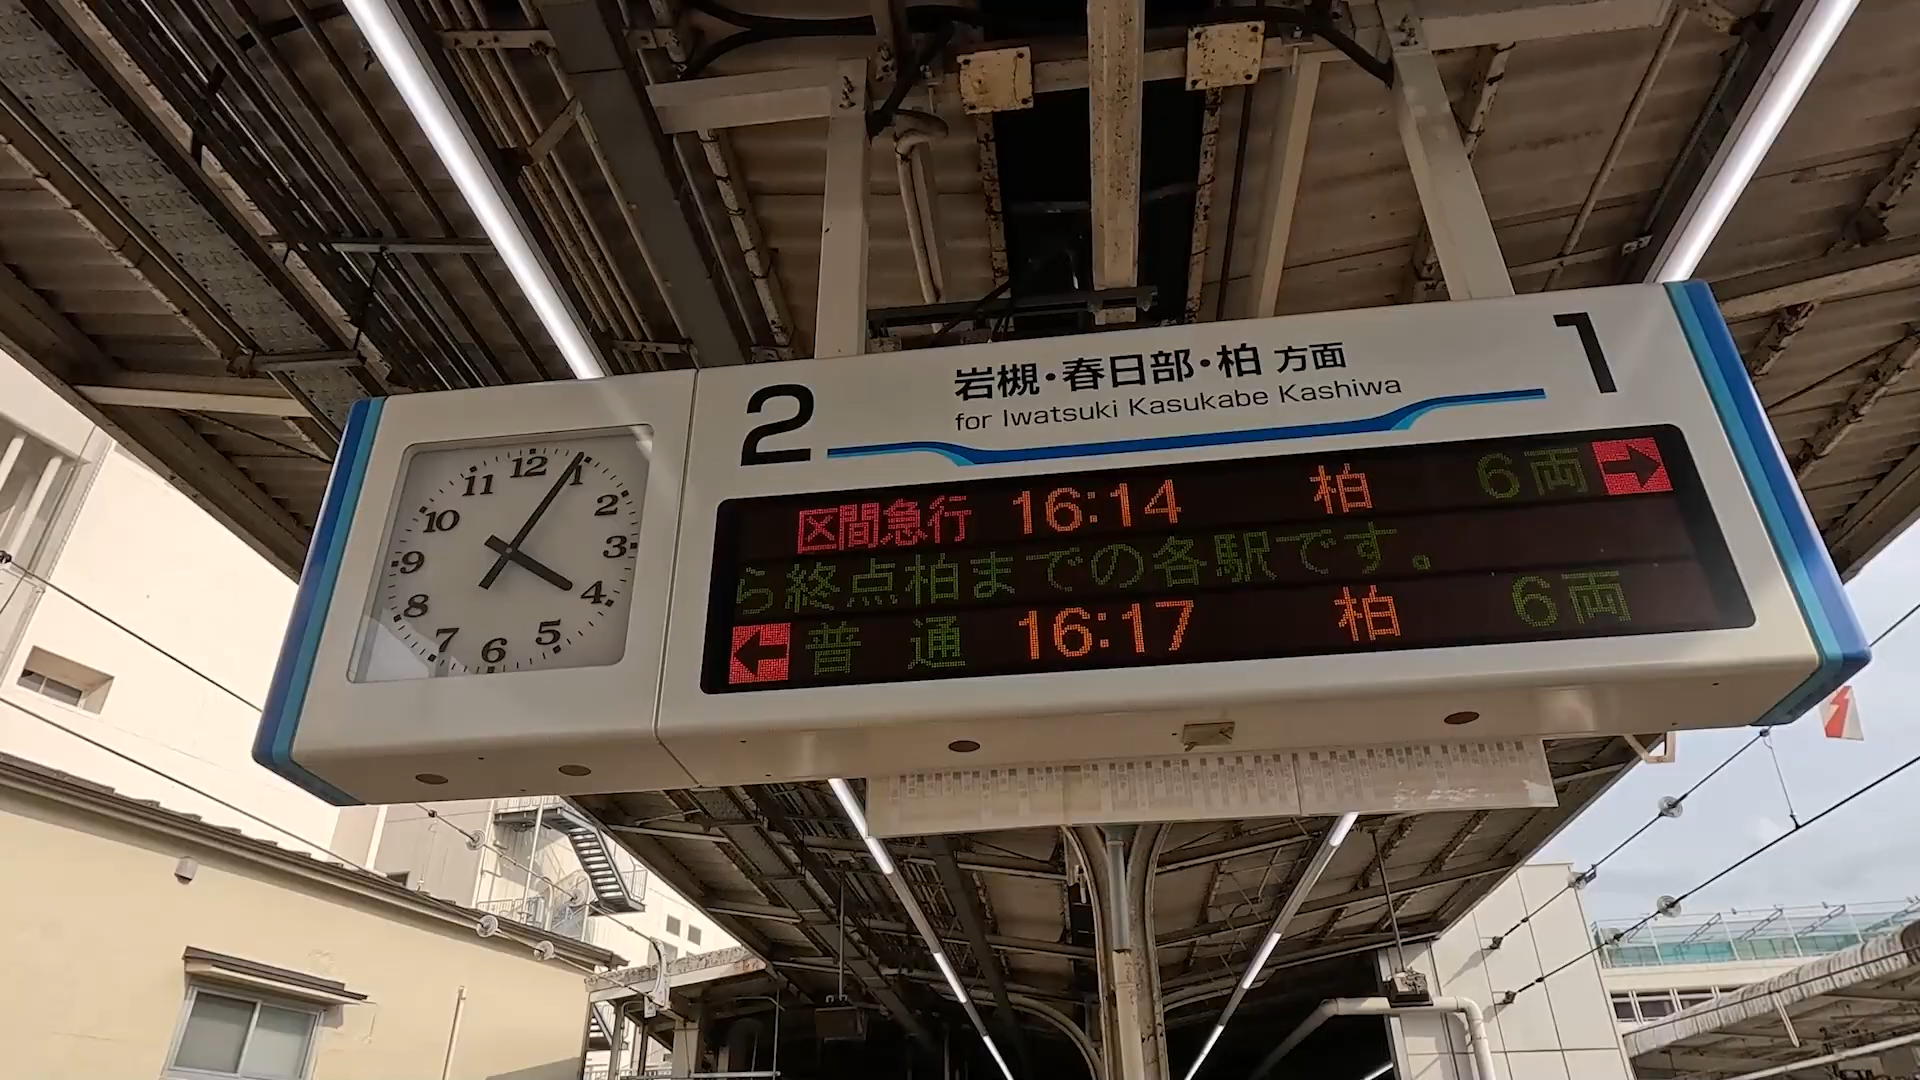 2
岩槻・春日部・柏 方面
for Iwatsuki Kasukabe Kashiwa
1
12
1
2
3
4
5
6
7
8
9
10
11
区間急行 16:14 柏 6両 →
ら終点柏までの各駅です。
← 普通 16:17 柏 6両